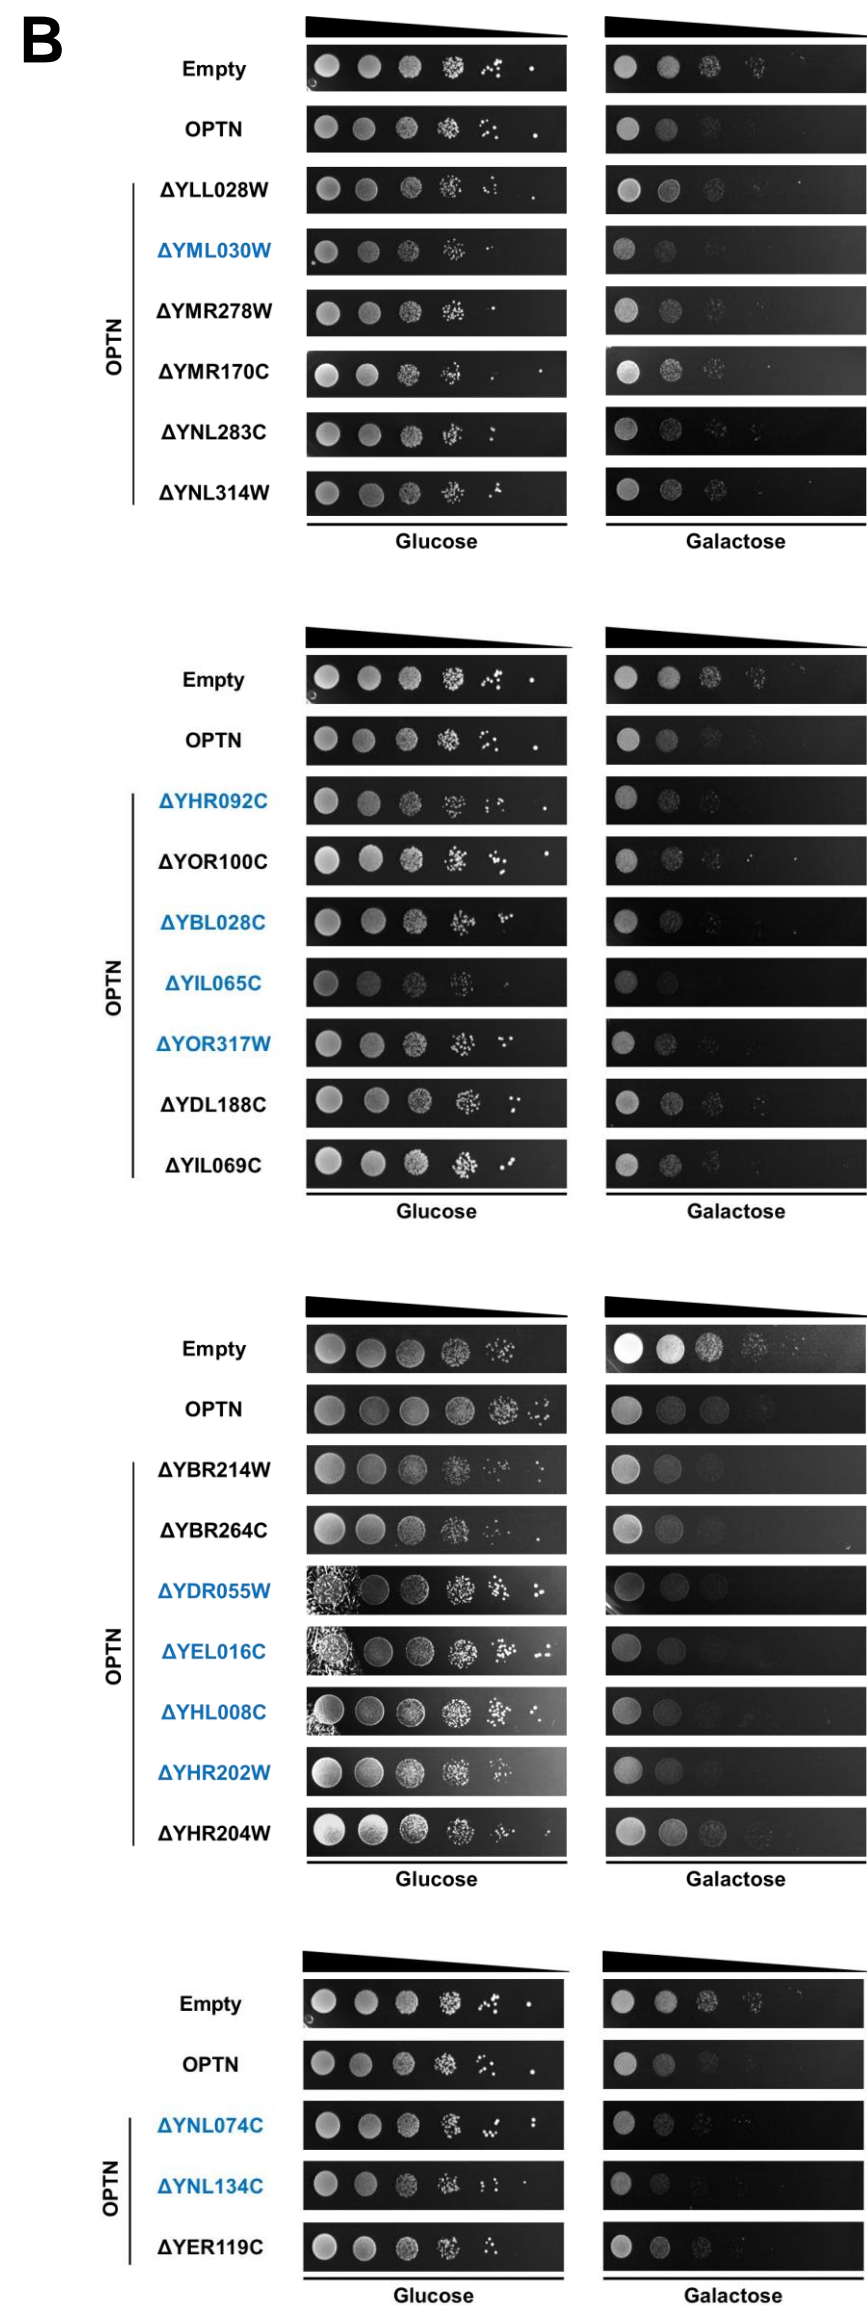 B
Empty
OPTN
ΔYLL028W
ΔYML030W
ΔYMR278W
ΔYMR170C
ΔYNL283C
ΔYNL314W
OPTN
Glucose
Galactose
Empty
OPTN
ΔYHR092C
ΔYOR100C
ΔYBL028C
ΔYIL065C
ΔYOR317W
ΔYDL188C
ΔYIL069C
OPTN
Glucose
Galactose
Empty
OPTN
ΔYBR214W
ΔYBR264C
ΔYDR055W
ΔYEL016C
ΔYHL008C
ΔYHR202W
ΔYHR204W
OPTN
Glucose
Galactose
Empty
OPTN
ΔYNL074C
ΔYNL134C
ΔYER119C
OPTN
Glucose
Galactose